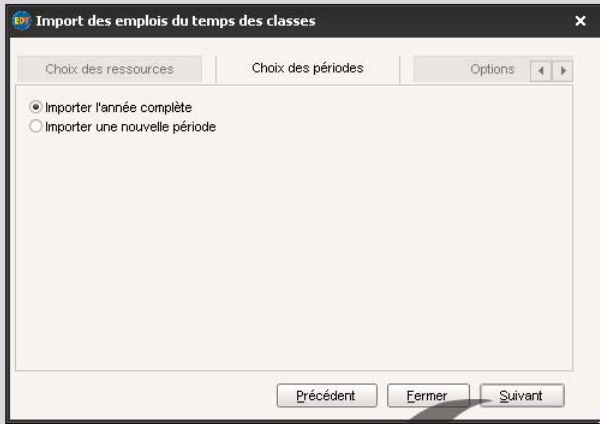 EDT Import des emplois du temps des classes
Choix des ressources Choix des périodes Options
Importer l'année complète
Importer une nouvelle période
Précédent Fermer Suivant